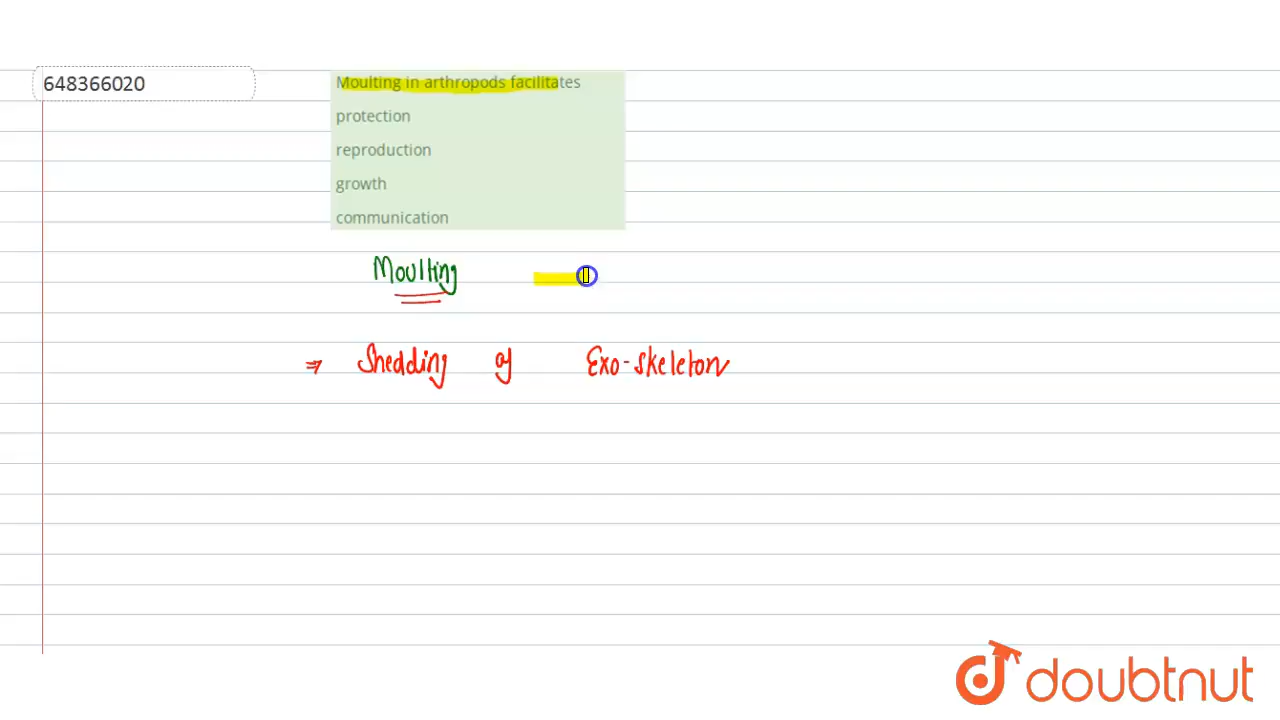 648366020
Moulting in arthropods facilitates
protection
reproduction
growth
communication
Moulting
⇒ Shedding of Exo-skeleton
doubtnut